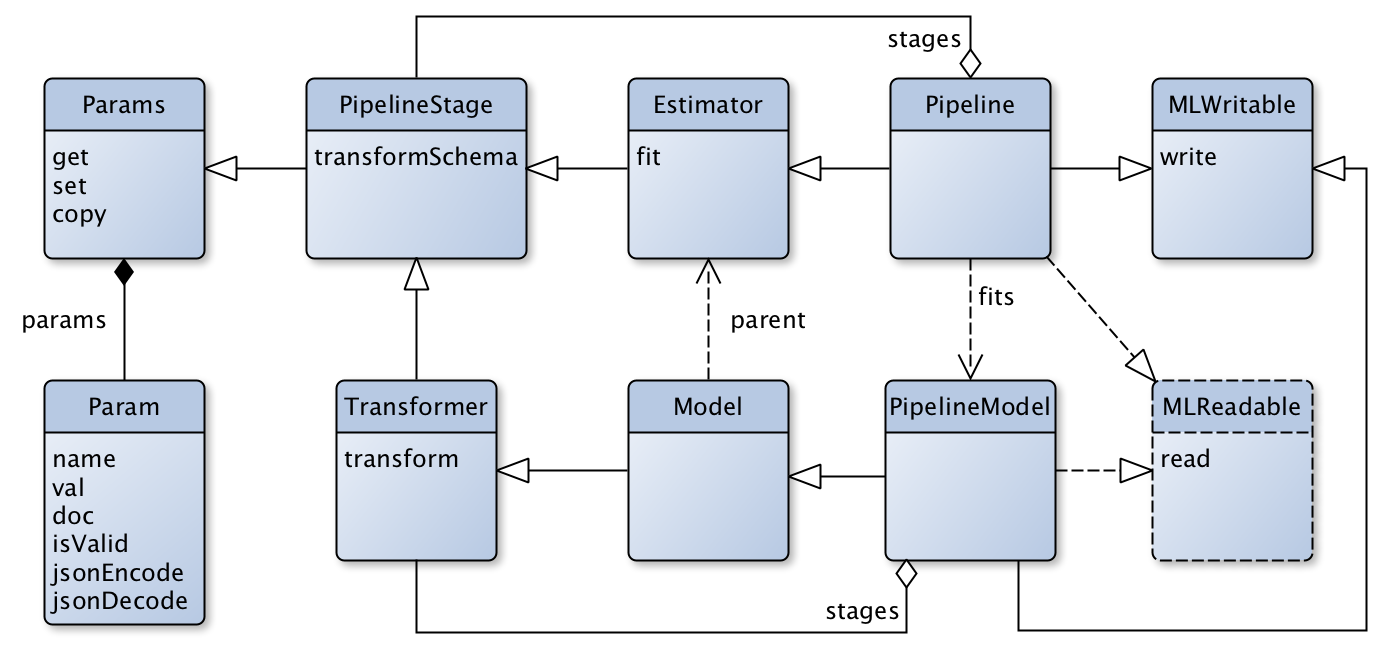 stages
Params
get
set
copy
PipelineStage
transformSchema
Estimator
fit
Pipeline
MLWritable
write
params
parent
fits
Param
name
val
doc
isValid
jsonEncode
jsonDecode
Transformer
transform
Model
PipelineModel
MLReadable
read
stages